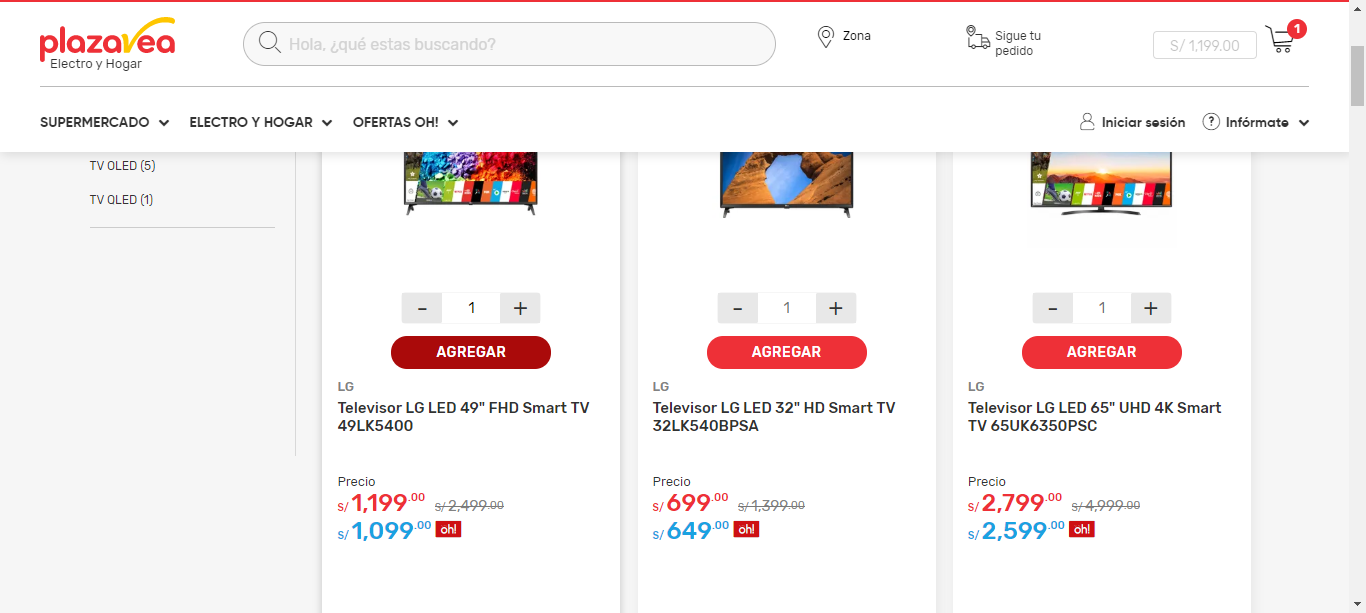 plazavea
Electro y Hogar
Hola, ¿qué estas buscando?
Zona
Sigue tu
pedido
S/ 1,199.00
1
SUPERMERCADO
ELECTRO Y HOGAR
OFERTAS OH!
Iniciar sesión
? Infórmate
TV OLED (5)
TV QLED (1)
- 1 +
AGREGAR
LG
Televisor LG LED 49" FHD Smart TV
49LK5400
Precio
S/ 1,199.00 S/ 2,499.00
S/ 1,099.00 oh!
- 1 +
AGREGAR
LG
Televisor LG LED 32" HD Smart TV
32LK540BPSA
Precio
S/ 699.00 S/ 1,399.00
S/ 649.00 oh!
- 1 +
AGREGAR
LG
Televisor LG LED 65" UHD 4K Smart
TV 65UK6350PSC
Precio
S/ 2,799.00 S/ 4,999.00
S/ 2,599.00 oh!